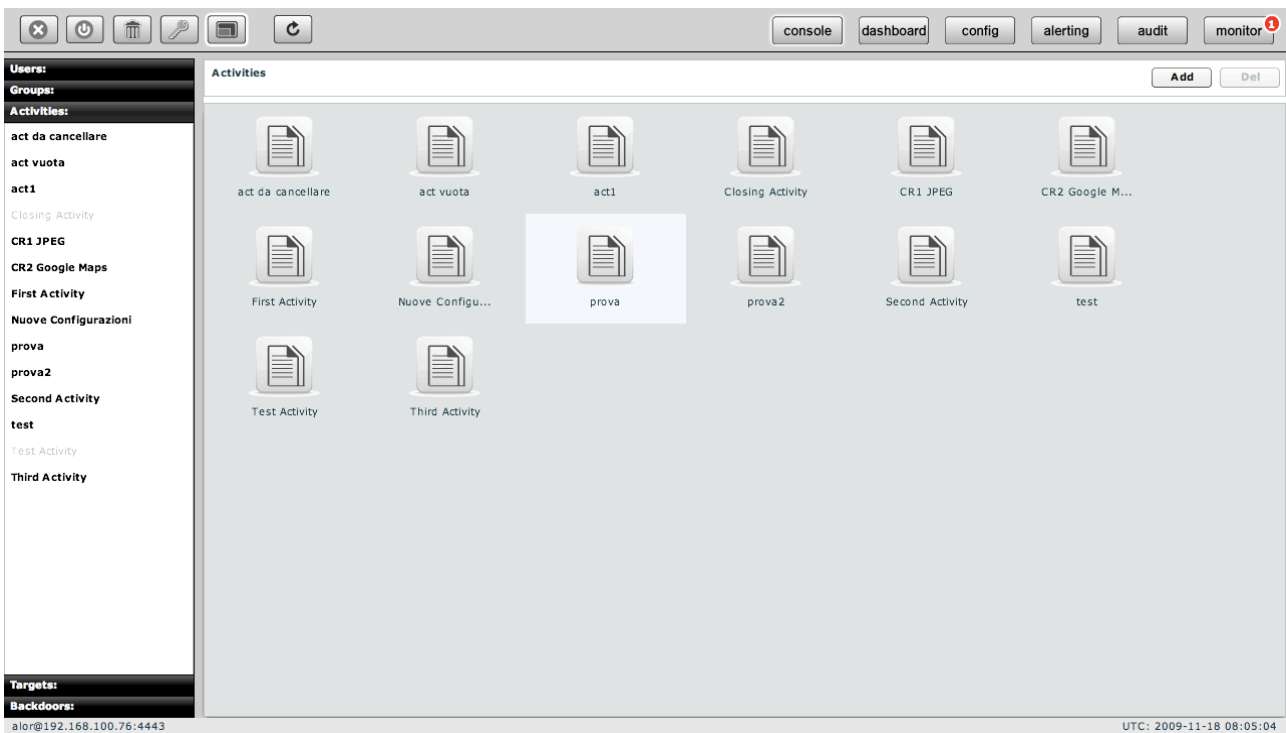 console dashboard config alerting audit monitor 1
Users:
Groups:
Activities:
act da cancellare
act vuota
act1
Closing Activity
CR1 JPEG
CR2 Google Maps
First Activity
Nuove Configurazioni
prova
prova2
Second Activity
test
Test Activity
Third Activity
Targets:
Backdoors:
Activities Add Del
act da cancellare act vuota act1 Closing Activity CR1 JPEG CR2 Google M...
First Activity Nuove Configu... prova prova2 Second Activity test
Test Activity Third Activity
alor@192.168.100.76:4443 UTC: 2009-11-18 08:05:04